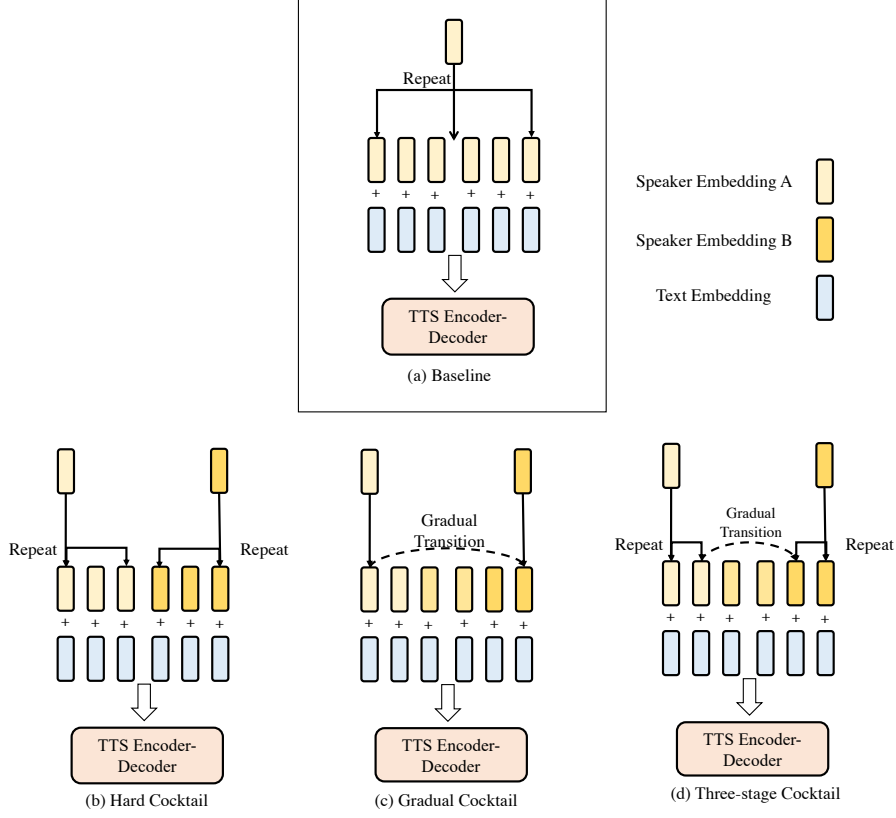 Repeat
+ + + + + +
TTS Encoder-
Decoder
(a) Baseline
Speaker Embedding A
Speaker Embedding B
Text Embedding
Repeat
Repeat
+ + + + + +
TTS Encoder-
Decoder
(b) Hard Cocktail
Gradual
Transition
+ + + + + +
TTS Encoder-
Decoder
(c) Gradual Cocktail
Gradual
Transition
Repeat
Repeat
+ + + + + +
TTS Encoder-
Decoder
(d) Three-stage Cocktail